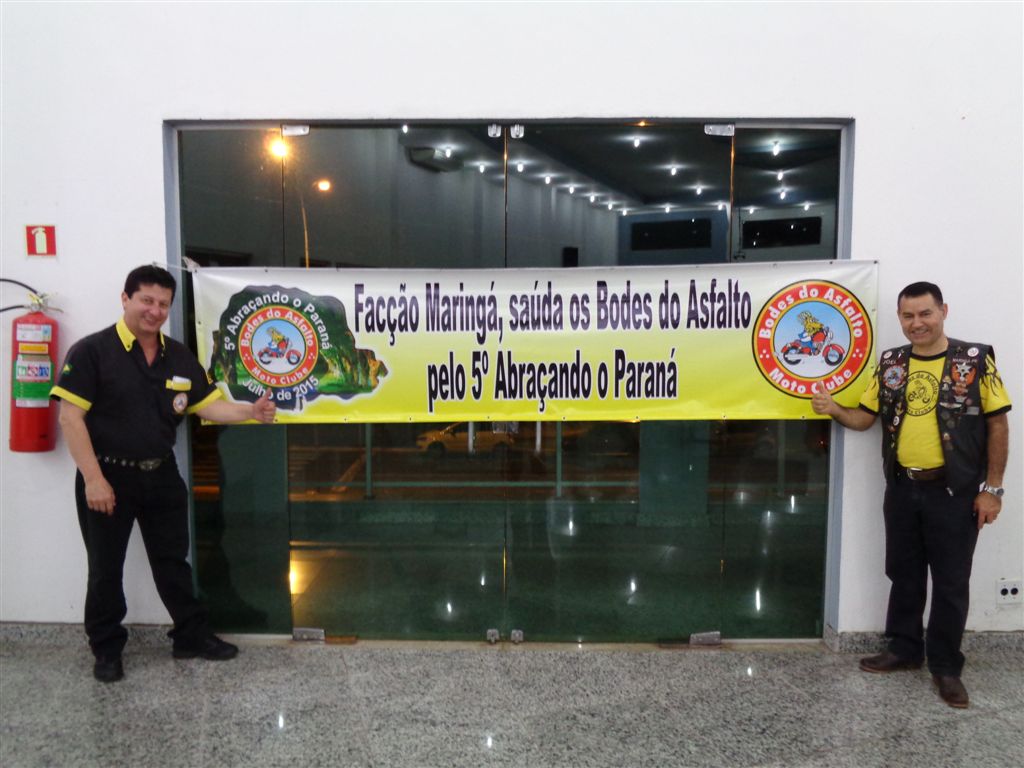 5º Abraçando o Paraná
Bodes do Asfalto
Moto Clube
Julho de 2015
Facção Maringá, saúda os Bodes do Asfalto
pelo 5º Abraçando o Paraná
Bodes do Asfalto
Moto Clube
JOEL